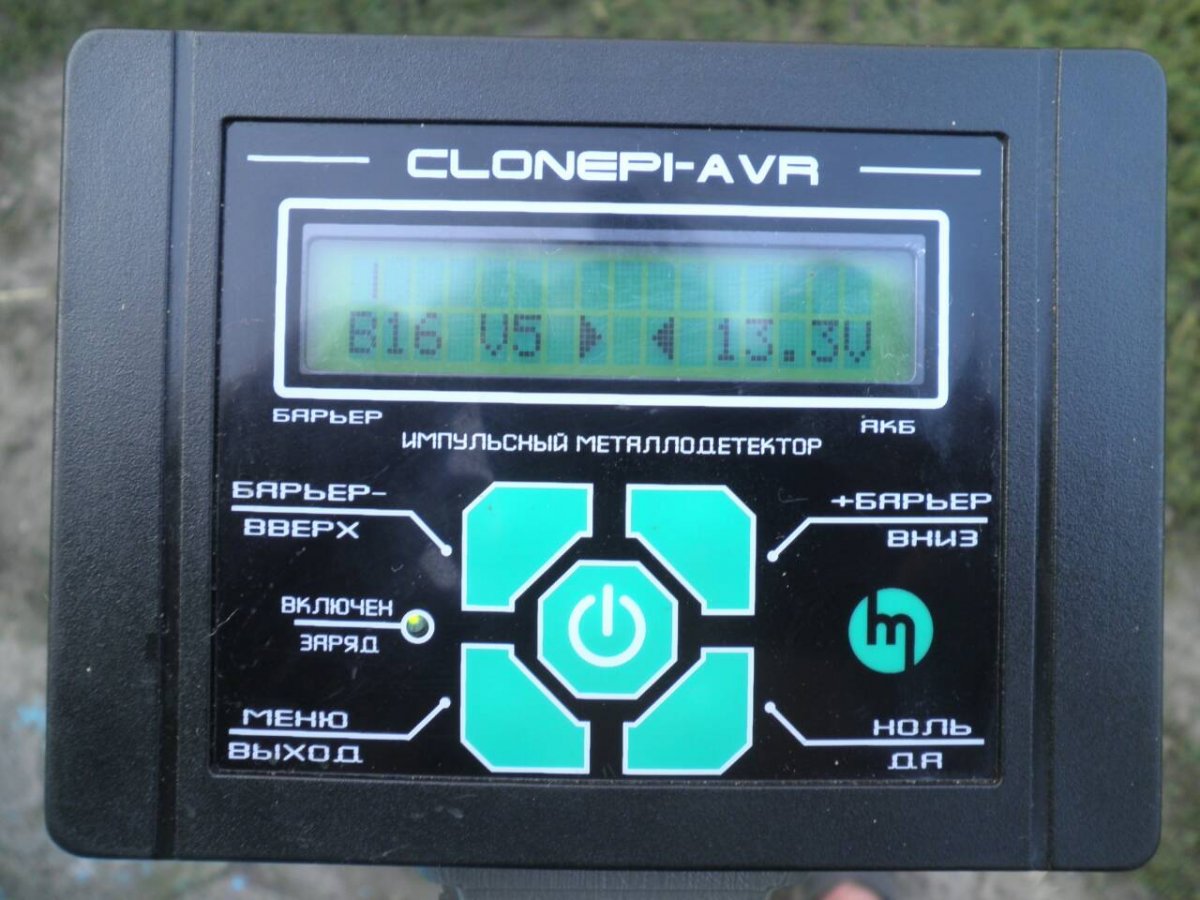 CLONEPI-AVR
B16 V5 ▶ ◀ 13.3V
БАРЬЕР АКБ
ИМПУЛЬСНЫЙ МЕТАЛЛОДЕТЕКТОР
БАРЬЕР-
ВВЕРХ
+БАРЬЕР
ВНИЗ
ВКЛЮЧЕН
ЗАРЯД
МЕНЮ
ВЫХОД
НОЛЬ
ДА